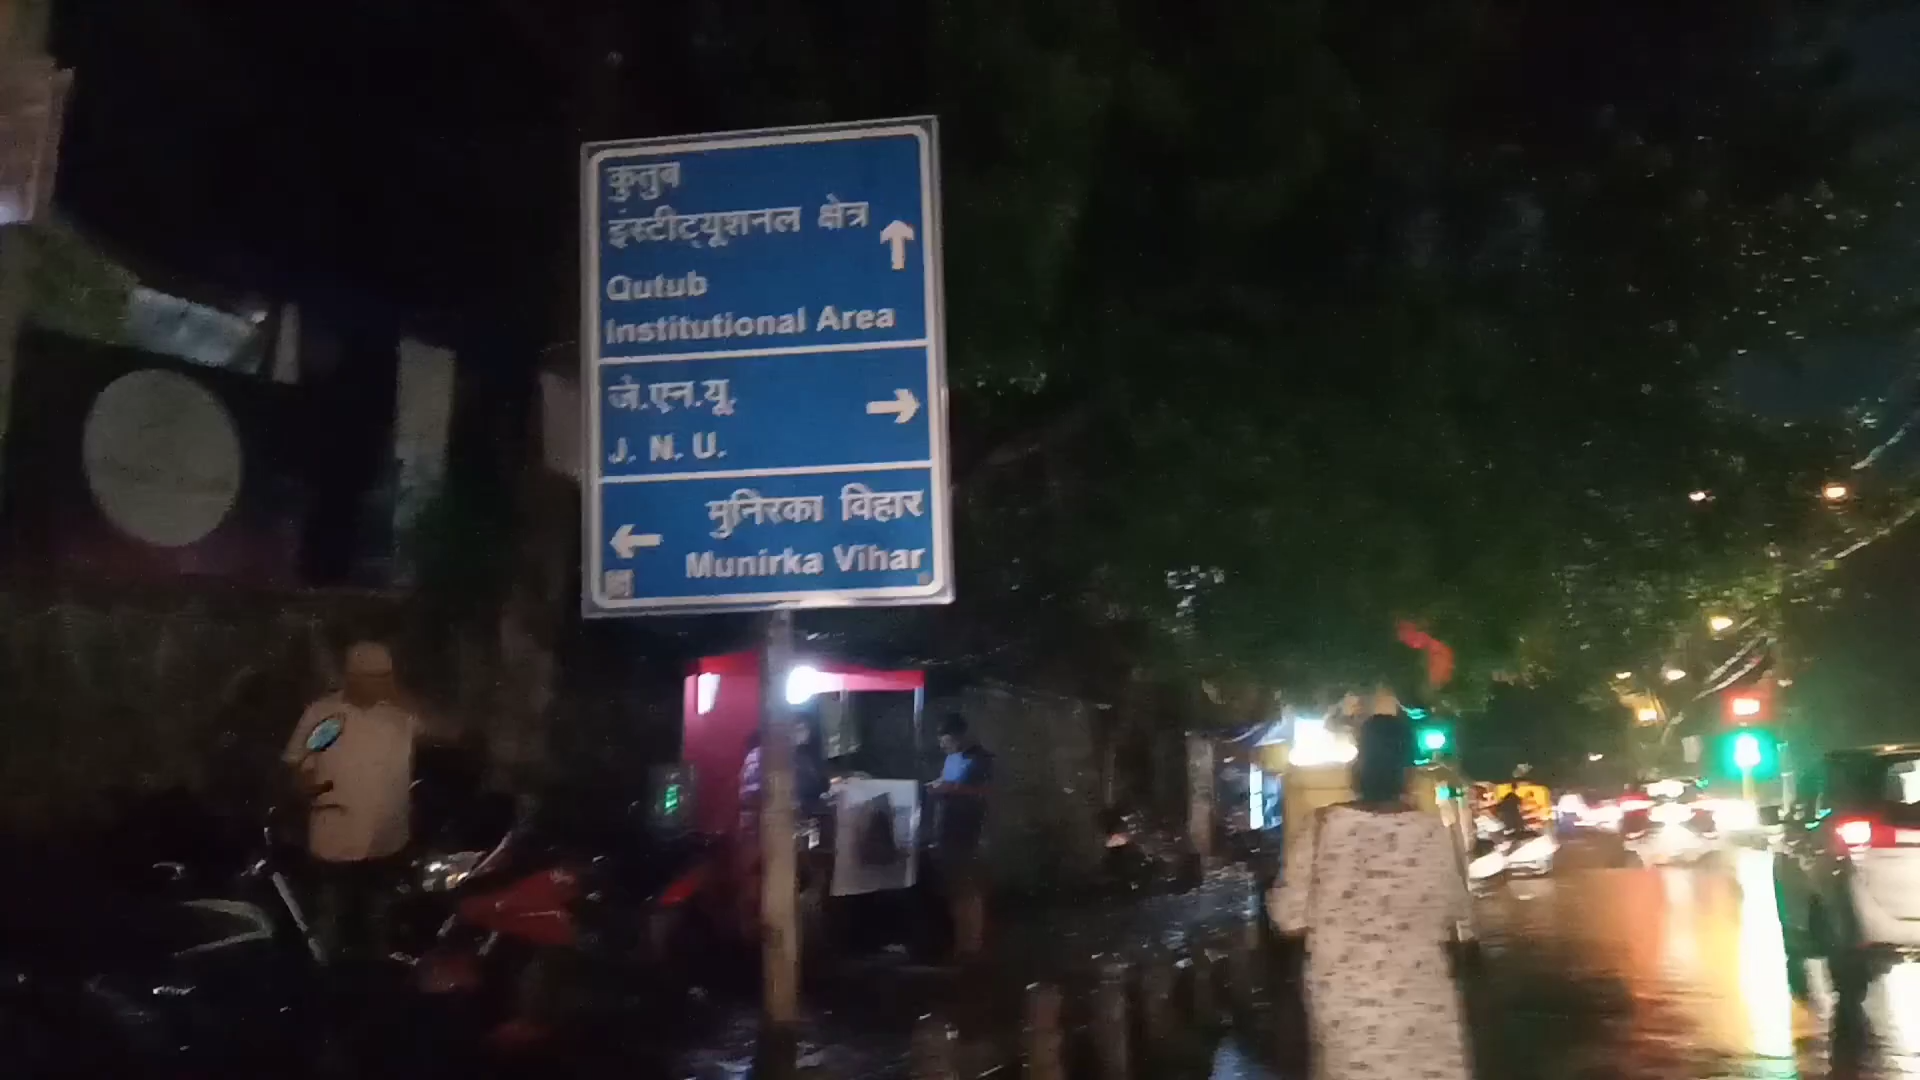 कुतुब
इंस्टीट्यूशनल क्षेत्र
Qutub
Institutional Area
जे.एन.यू.
J. N. U.
मुनिरका विहार
Munirka Vihar